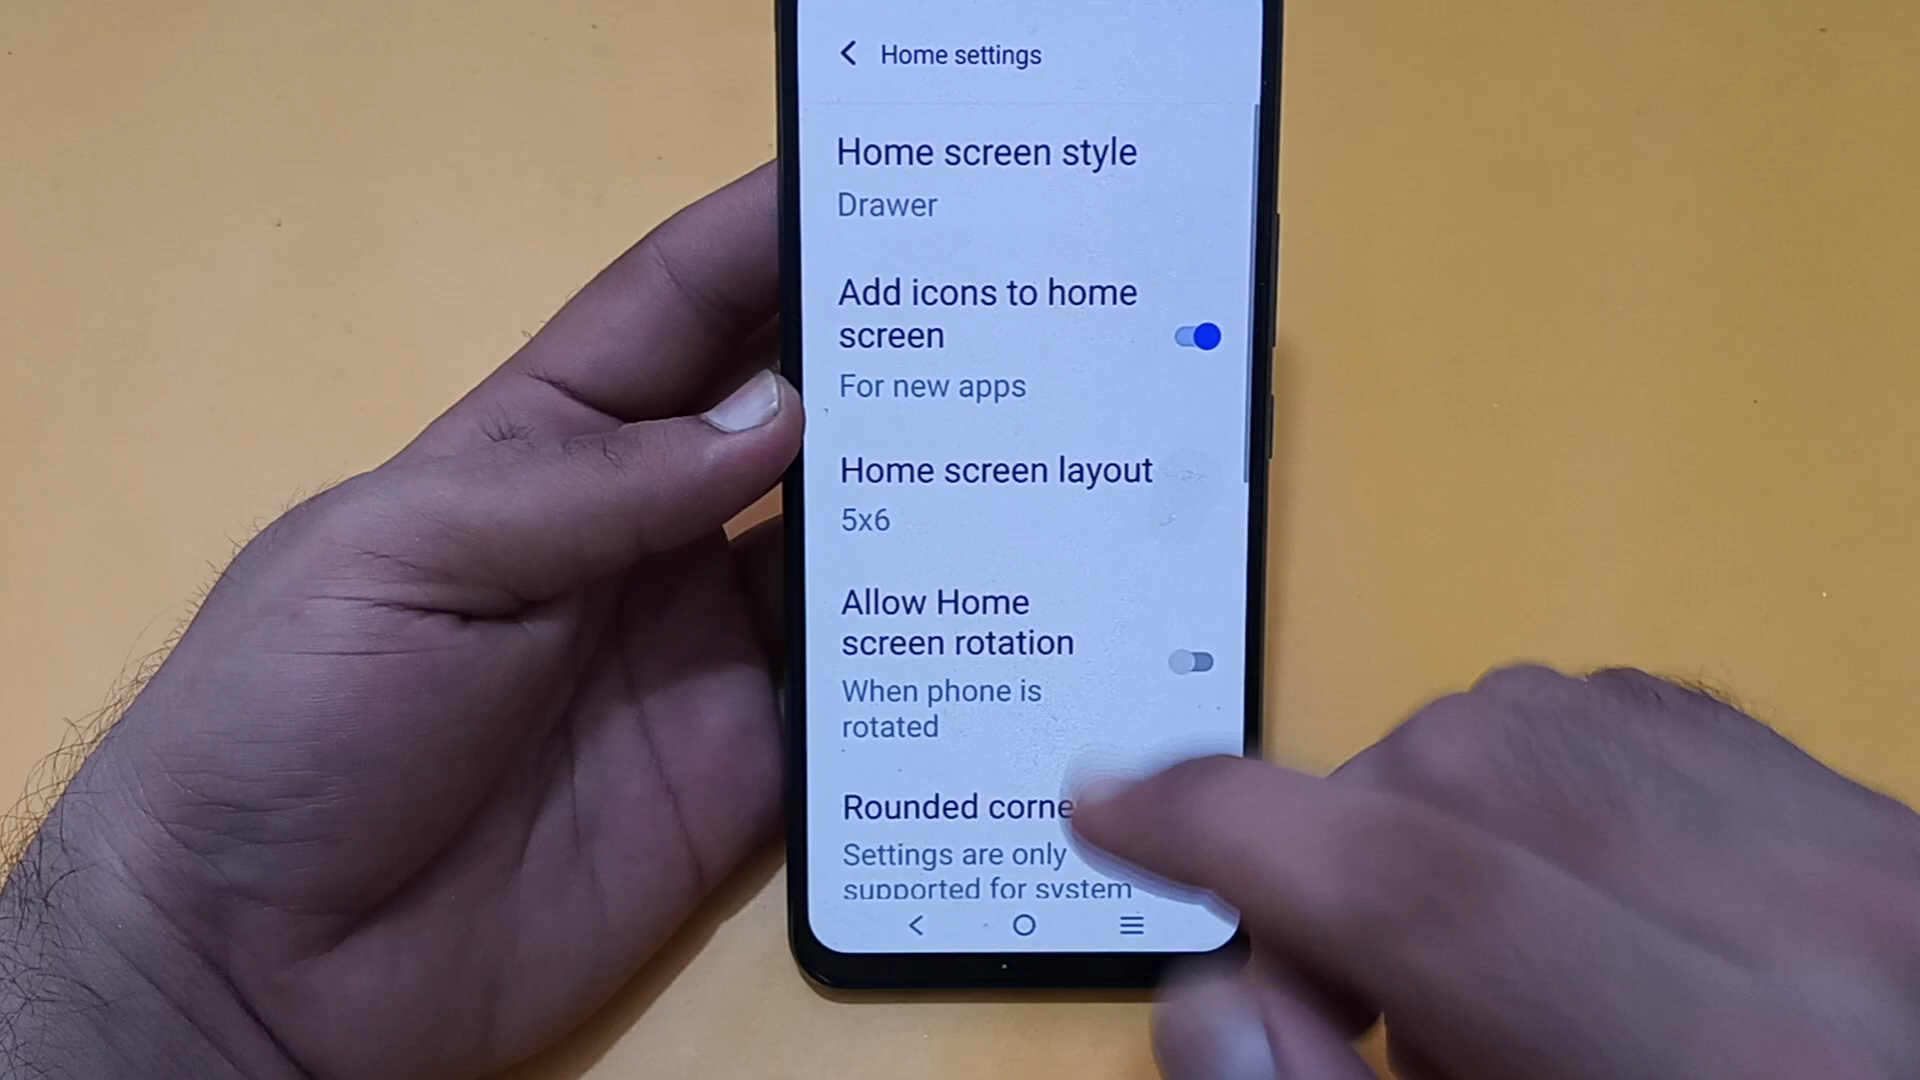 Home settings
Home screen style
Drawer
Add icons to home
screen
For new apps
Home screen layout
5x6
Allow Home
screen rotation
When phone is
rotated
Rounded corne
Settings are only
supported for system